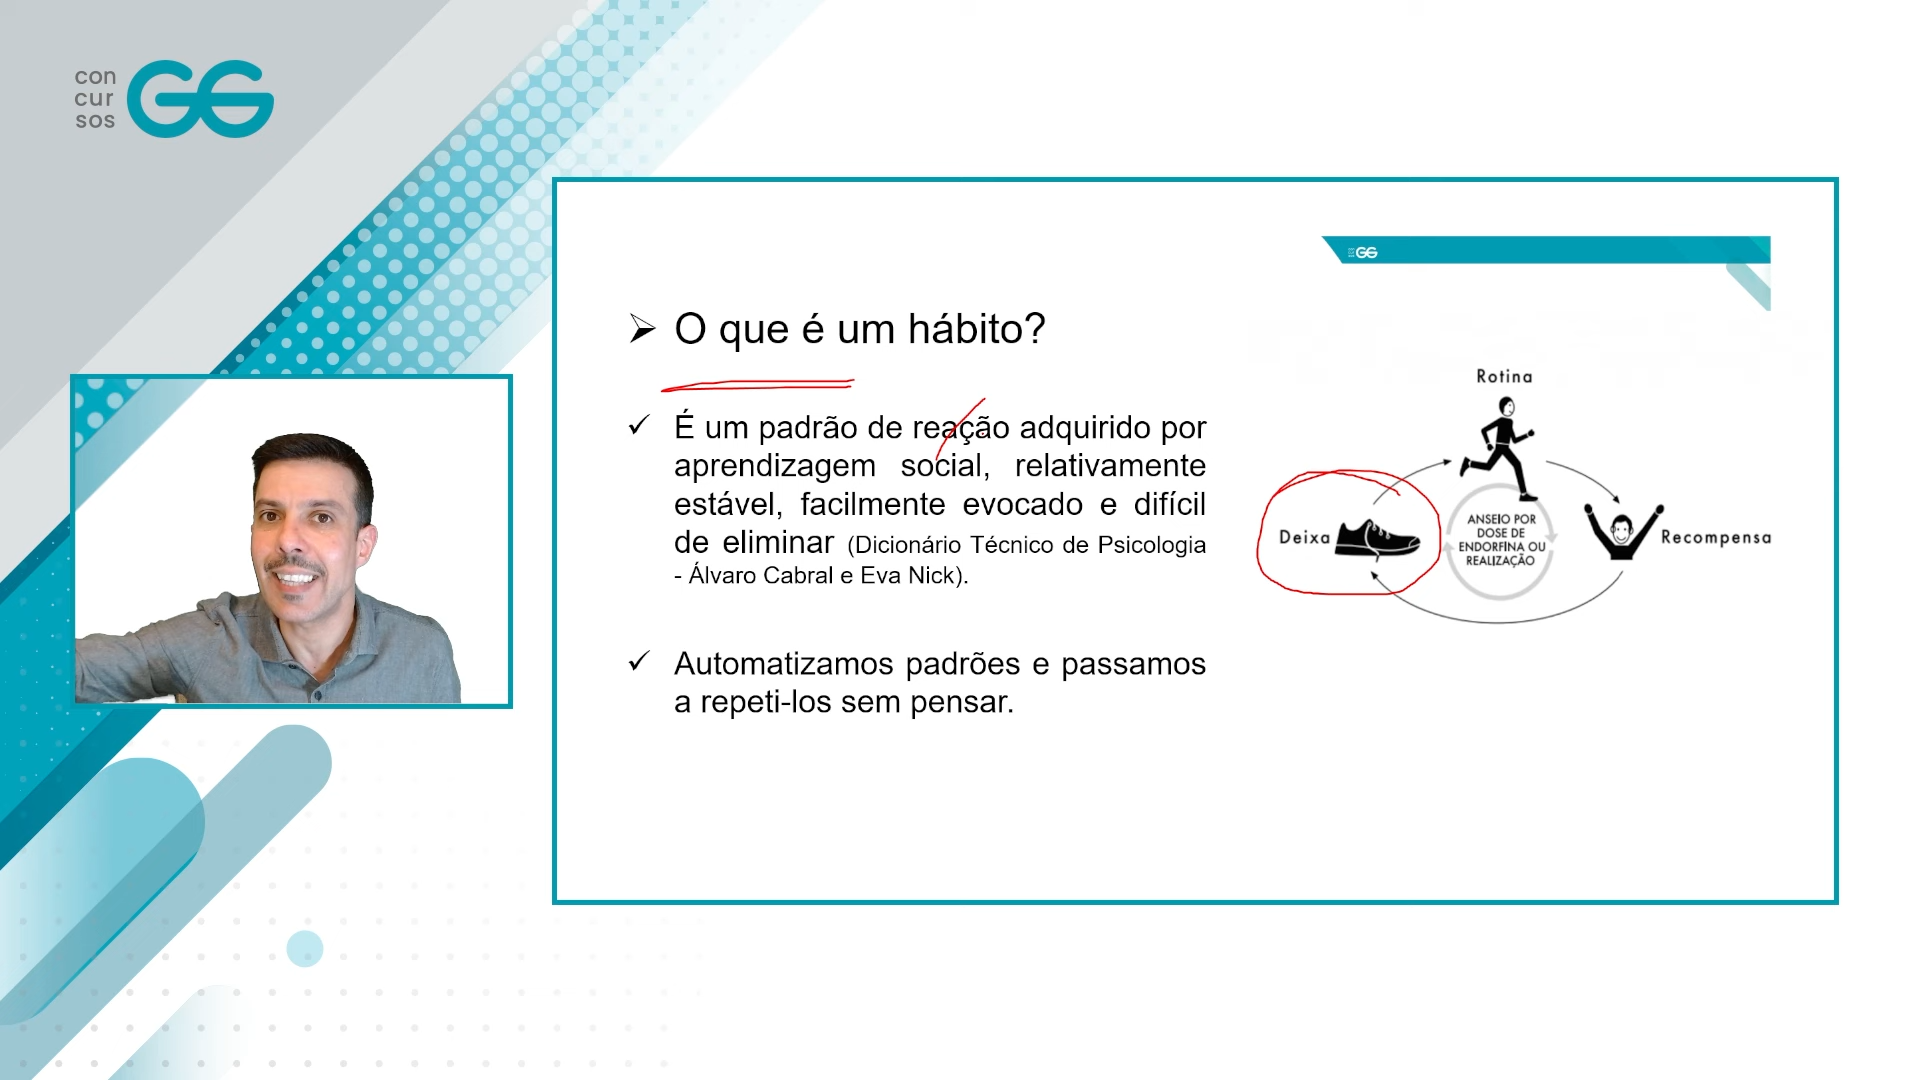 con
cur
sos
GG
GG
O que é um hábito?
É um padrão de reação adquirido por
aprendizagem social, relativamente
estável, facilmente evocado e difícil
de eliminar (Dicionário Técnico de Psicologia
- Álvaro Cabral e Eva Nick).
Automatizamos padrões e passamos
a repeti-los sem pensar.
Rotina
Deixa
ANSEIO POR
DOSE DE
ENDORFINA OU
REALIZAÇÃO
Recompensa